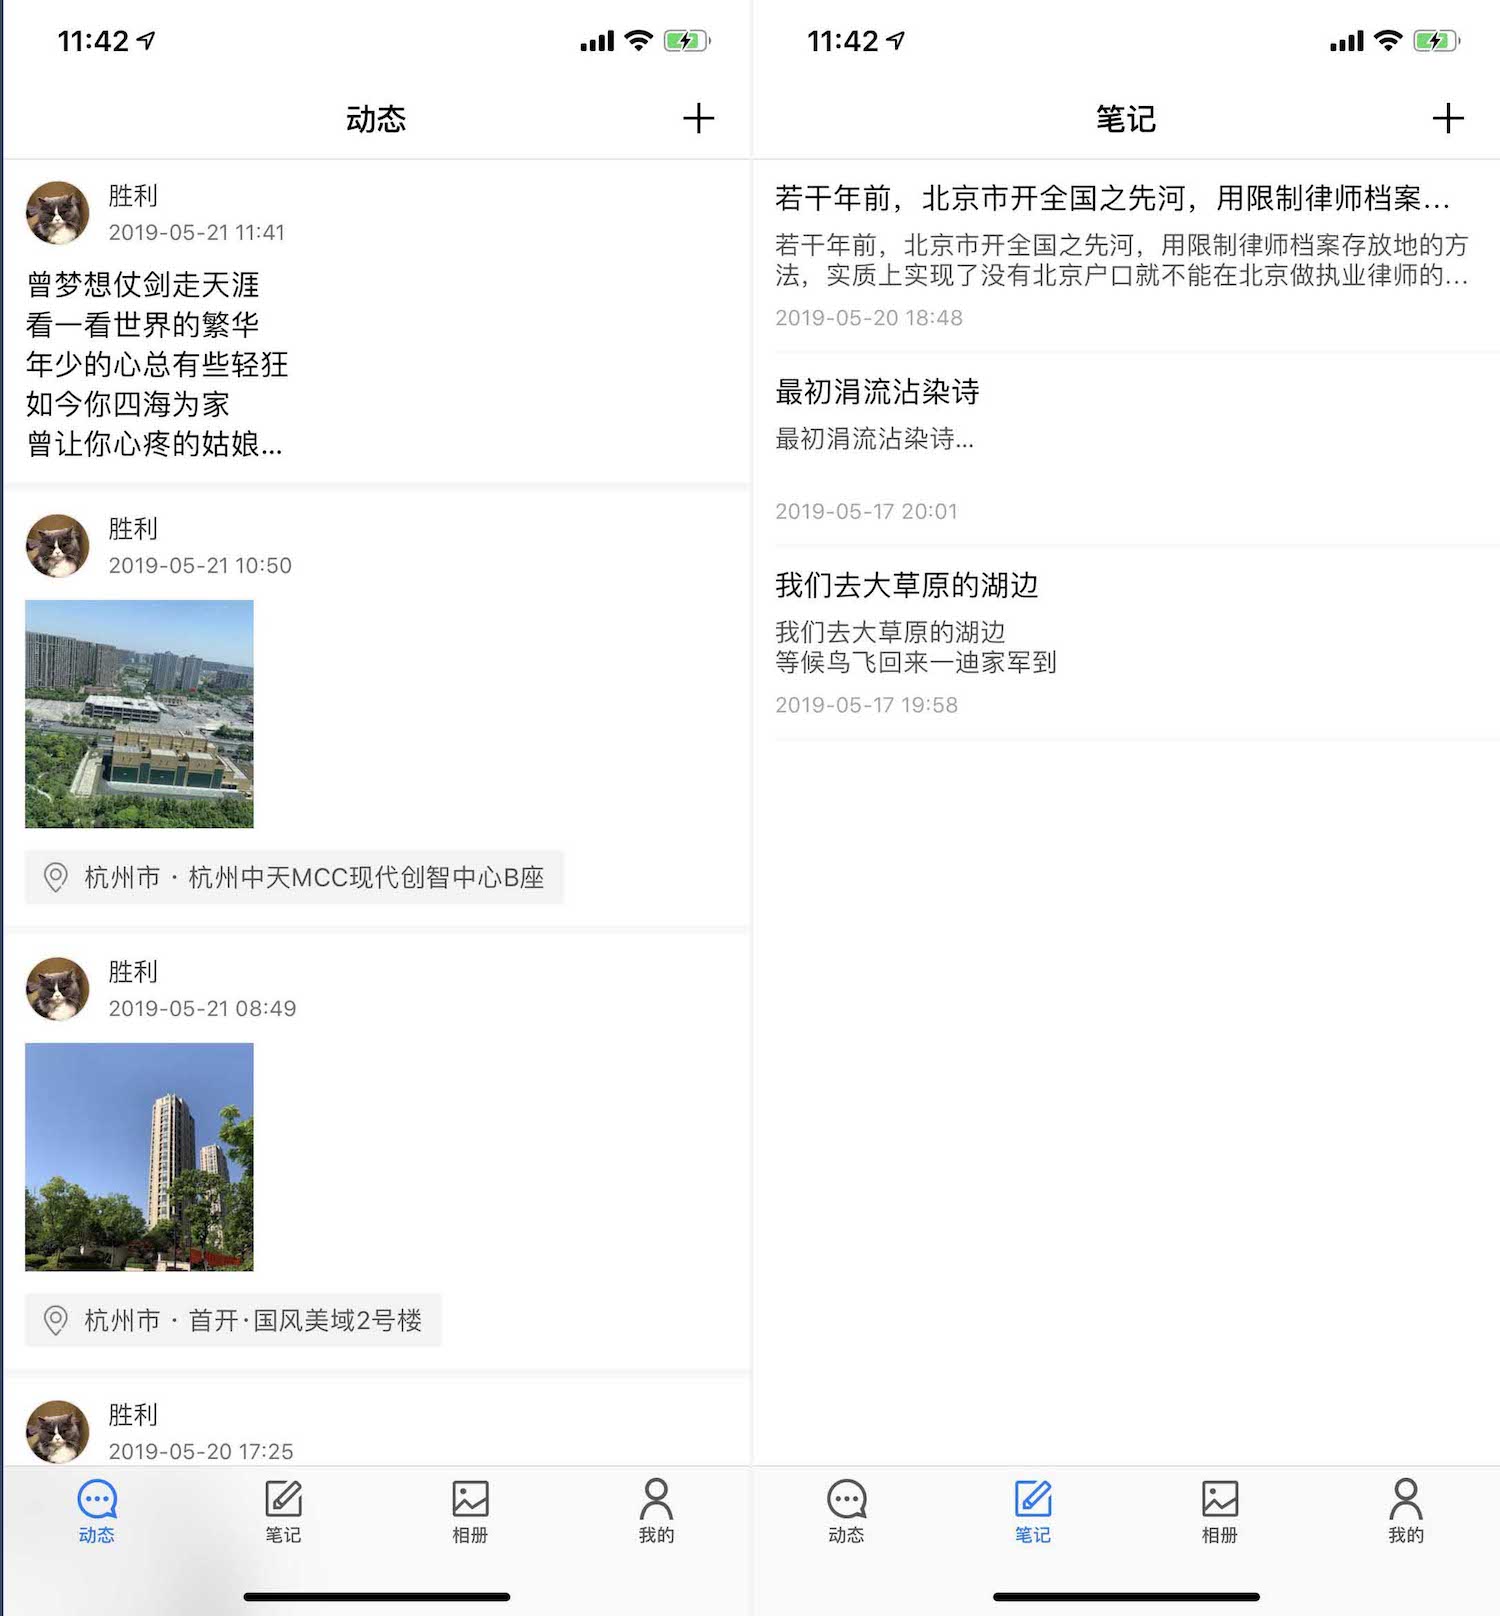 11:42
动态
胜利
2019-05-21 11:41
曾梦想仗剑走天涯
看一看世界的繁华
年少的心总有些轻狂
如今你四海为家
曾让你心疼的姑娘...
胜利
2019-05-21 10:50
杭州市 · 杭州中天MCC现代创智中心B座
胜利
2019-05-21 08:49
杭州市 · 首开·国风美域2号楼
胜利
2019-05-20 17:25
动态
笔记
相册
我的
11:42
笔记
若干年前，北京市开全国之先河，用限制律师档案...
若干年前，北京市开全国之先河，用限制律师档案存放地的方
法，实质上实现了没有北京户口就不能在北京做执业律师的...
2019-05-20 18:48
最初涓流沾染诗
最初涓流沾染诗...
2019-05-17 20:01
我们去大草原的湖边
我们去大草原的湖边
等候鸟飞回来一迪家军到
2019-05-17 19:58
动态
笔记
相册
我的